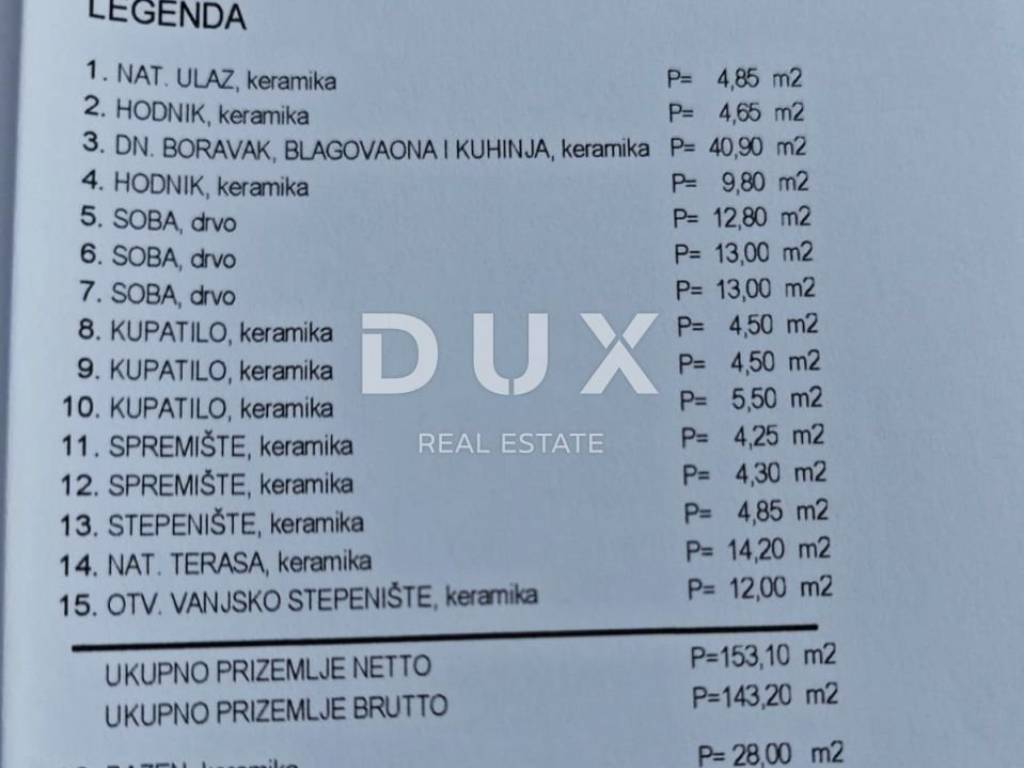 LEGENDA
1. NAT. ULAZ, keramika P= 4,85 m2
2. HODNIK, keramika P= 4,65 m2
3. DN. BORAVAK, BLAGOVAONA I KUHINJA, keramika P= 40,90 m2
4. HODNIK, keramika P= 9,80 m2
5. SOBA, drvo P= 12,80 m2
6. SOBA, drvo P= 13,00 m2
7. SOBA, drvo P= 13,00 m2
8. KUPATILO, keramika P= 4,50 m2
9. KUPATILO, keramika P= 4,50 m2
10. KUPATILO, keramika P= 5,50 m2
11. SPREMIŠTE, keramika P= 4,25 m2
12. SPREMIŠTE, keramika P= 4,30 m2
13. STEPENIŠTE, keramika P= 4,85 m2
14. NAT. TERASA, keramika P= 14,20 m2
15. OTV. VANJSKO STEPENIŠTE, keramika P= 12,00 m2
UKUPNO PRIZEMLJE NETTO P=153,10 m2
UKUPNO PRIZEMLJE BRUTTO P=143,20 m2
keramika P= 28,00 m2
DUX
REAL ESTATE